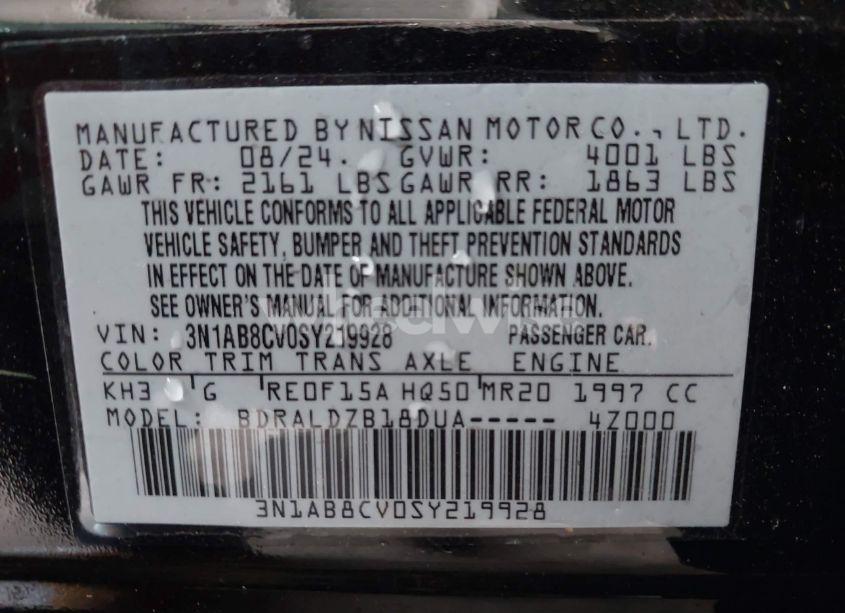 MANUFACTURED BY NISSAN MOTOR CO., LTD.
DATE: 08/24. GVWR: 4001 LBS
GAWR FR: 2161 LBS GAWR RR: 1863 LBS
THIS VEHICLE CONFORMS TO ALL APPLICABLE FEDERAL MOTOR
VEHICLE SAFETY, BUMPER AND THEFT PREVENTION STANDARDS
IN EFFECT ON THE DATE OF MANUFACTURE SHOWN ABOVE.
SEE OWNER'S MANUAL FOR ADDITIONAL INFORMATION.
VIN: 3N1AB8CV0SY219928 PASSENGER CAR.
COLOR TRIM TRANS AXLE ENGINE
KH3 G RE0F15A HQ50 MR20 1997 CC
MODEL: BDRALDZB18DUA----- 4Z000
3N1AB8CV0SY219928